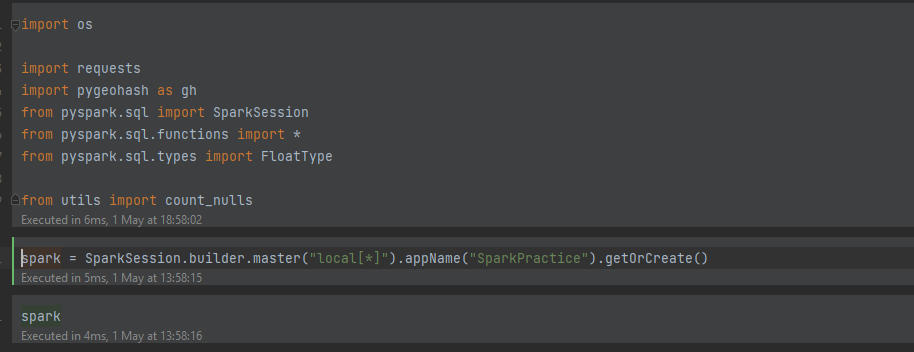 import os
import requests
import pygeohash as gh
from pyspark.sql import SparkSession
from pyspark.sql.functions import *
from pyspark.sql.types import FloatType
from utils import count_nulls
Executed in 6ms, 1 May at 18:58:02
spark = SparkSession.builder.master("local[*]").appName("SparkPractice").getOrCreate()
Executed in 5ms, 1 May at 13:58:15
spark
Executed in 4ms, 1 May at 13:58:16